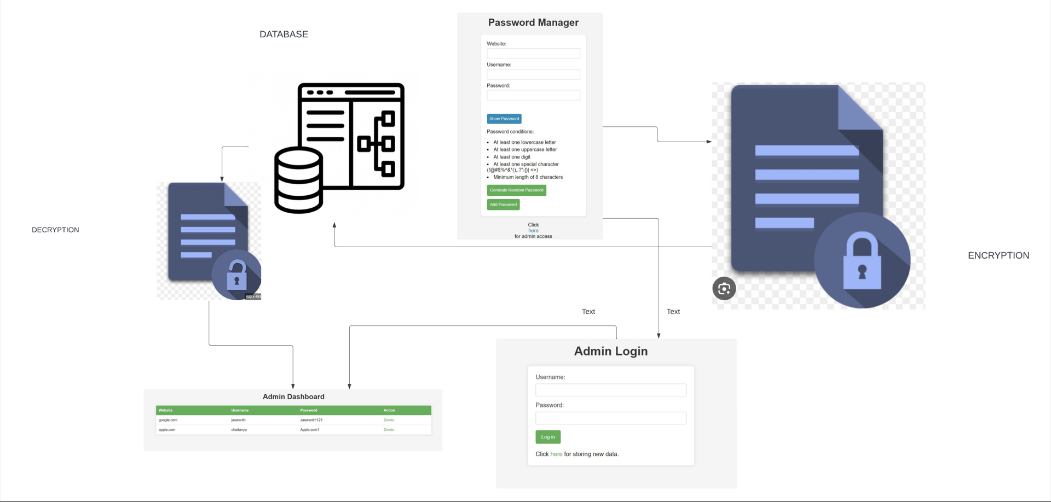 DATABASE
Password Manager
Website:
Username:
Password:
Show Password
Password conditions:
At least one lowercase letter
At least one uppercase letter
At least one digit
At least one special character
Minimum length of 8 characters
Generate Random Password
Add Password
Click
here
for admin access
DECRYPTION
ENCRYPTION
Text
Text
Admin Login
Username:
Password:
Log in
Click here for storing new data.
Admin Dashboard
Website Username Password Action
google.com
apple.com